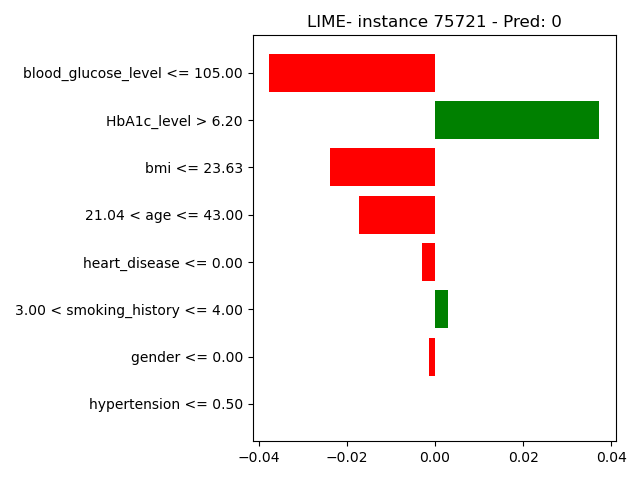 LIME- instance 75721 - Pred: 0
blood_glucose_level <= 105.00
HbA1c_level > 6.20
bmi <= 23.63
21.04 < age <= 43.00
heart_disease <= 0.00
3.00 < smoking_history <= 4.00
gender <= 0.00
hypertension <= 0.50
−0.04 −0.02 0.00 0.02 0.04